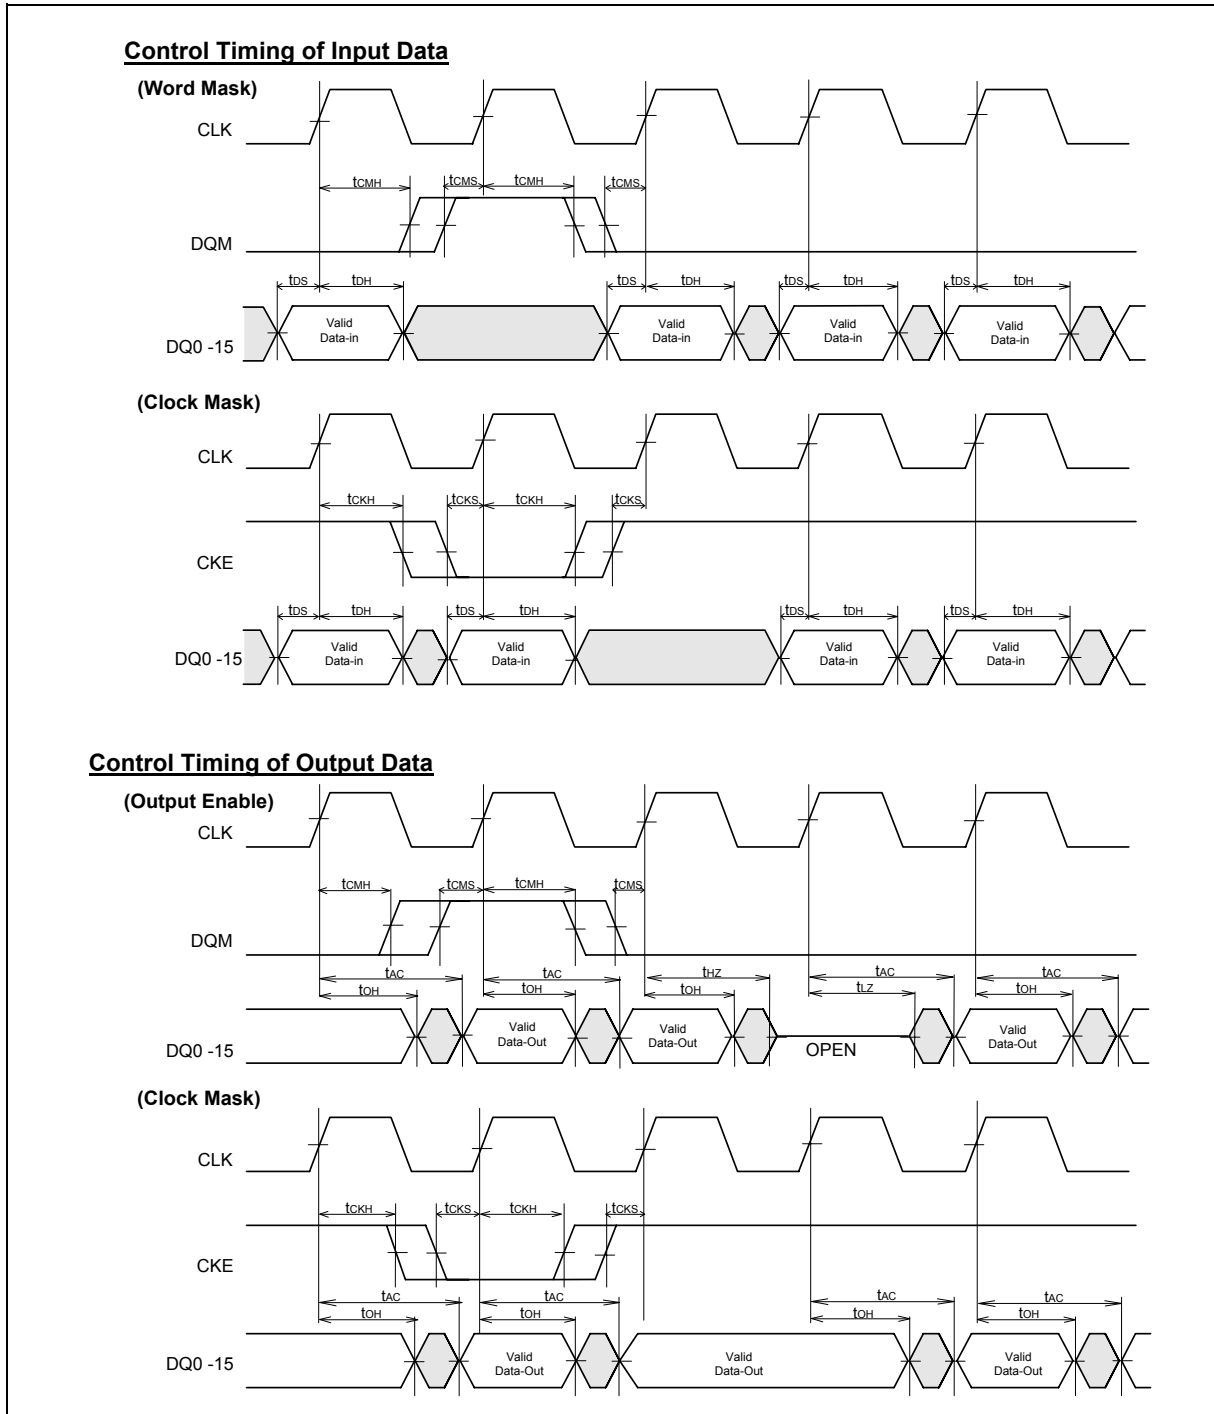 Control Timing of Input Data
(Word Mask)
CLK
tCMH tCMS tCMH tCMS
DQM
tDS tDH tDS tDH tDS tDH tDS tDH
DQ0 -15
Valid Data-in
Valid Data-in
Valid Data-in
Valid Data-in
(Clock Mask)
CLK
tCKH tCKS tCKH tCKS
CKE
tDS tDH tDS tDH tDS tDH tDS tDH
DQ0 -15
Valid Data-in
Valid Data-in
Valid Data-in
Valid Data-in
Control Timing of Output Data
(Output Enable)
CLK
tCMH tCMS tCMH tCMS
DQM
tAC tAC tHZ tAC tAC
tOH tOH tOH tLZ tOH
DQ0 -15
Valid Data-Out
Valid Data-Out
OPEN
Valid Data-Out
(Clock Mask)
CLK
tCKH tCKS tCKH tCKS
CKE
tAC tAC tAC tAC
tOH tOH tOH tOH
DQ0 -15
Valid Data-Out
Valid Data-Out
Valid Data-Out